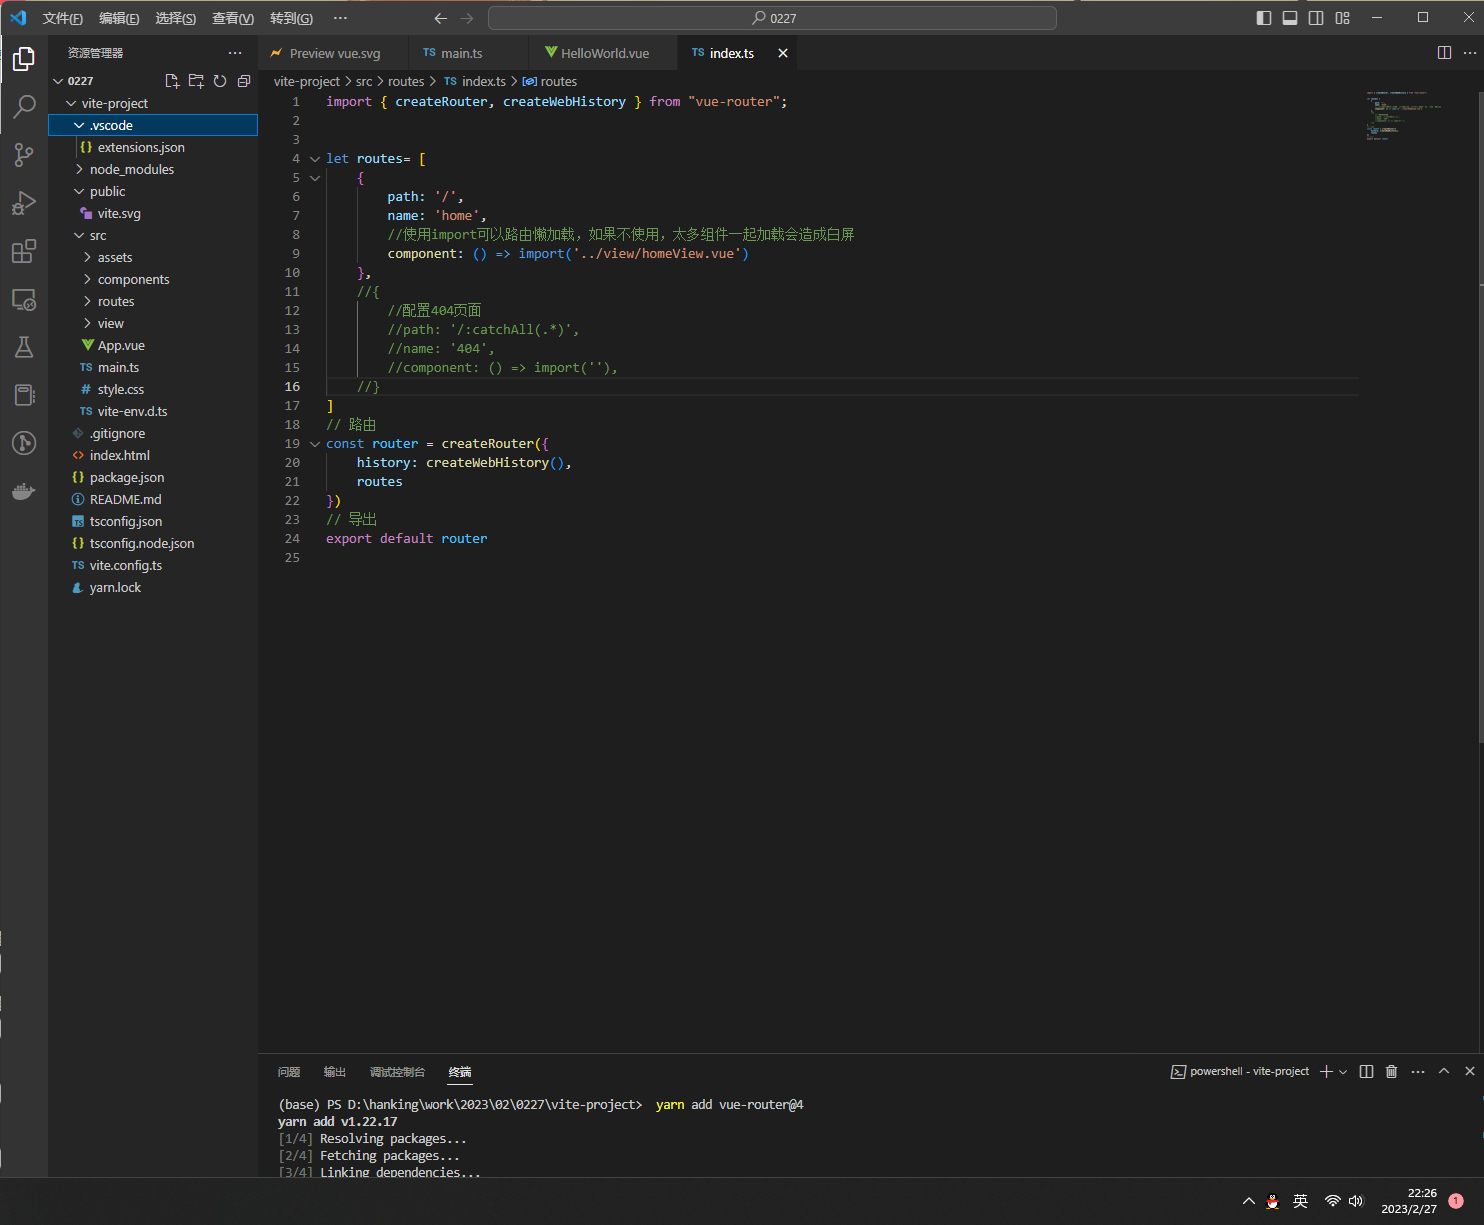 文件(F) 编辑(E) 选择(S) 查看(V) 转到(G) ··· 0227
资源管理器 ···
Preview vue.svg
TS main.ts
HelloWorld.vue
TS index.ts
0227
vite-project
.vscode
{} extensions.json
node_modules
public
vite.svg
src
assets
components
routes
view
App.vue
TS main.ts
# style.css
TS vite-env.d.ts
.gitignore
<> index.html
{} package.json
README.md
tsconfig.json
{} tsconfig.node.json
TS vite.config.ts
yarn.lock
vite-project > src > routes > TS index.ts > routes
1 import { createRouter, createWebHistory } from "vue-router";
2
3
4 let routes= [
5 {
6 path: '/',
7 name: 'home',
8 //使用import可以路由懒加载，如果不使用，太多组件一起加载会造成白屏
9 component: () => import('../view/homeView.vue')
10 },
11 //{
12 //配置404页面
13 //path: '/:catchAll(.*)',
14 //name: '404',
15 //component: () => import(''),
16 //}
17 ]
18 // 路由
19 const router = createRouter({
20 history: createWebHistory(),
21 routes
22 })
23 // 导出
24 export default router
25
问题 输出 调试控制台 终端 powershell - vite-project
(base) PS D:\hanking\work\2023\02\0227\vite-project> yarn add vue-router@4
yarn add v1.22.17
[1/4] Resolving packages...
[2/4] Fetching packages...
[3/4] Linking dependencies...
英
22:26
2023/2/27
1